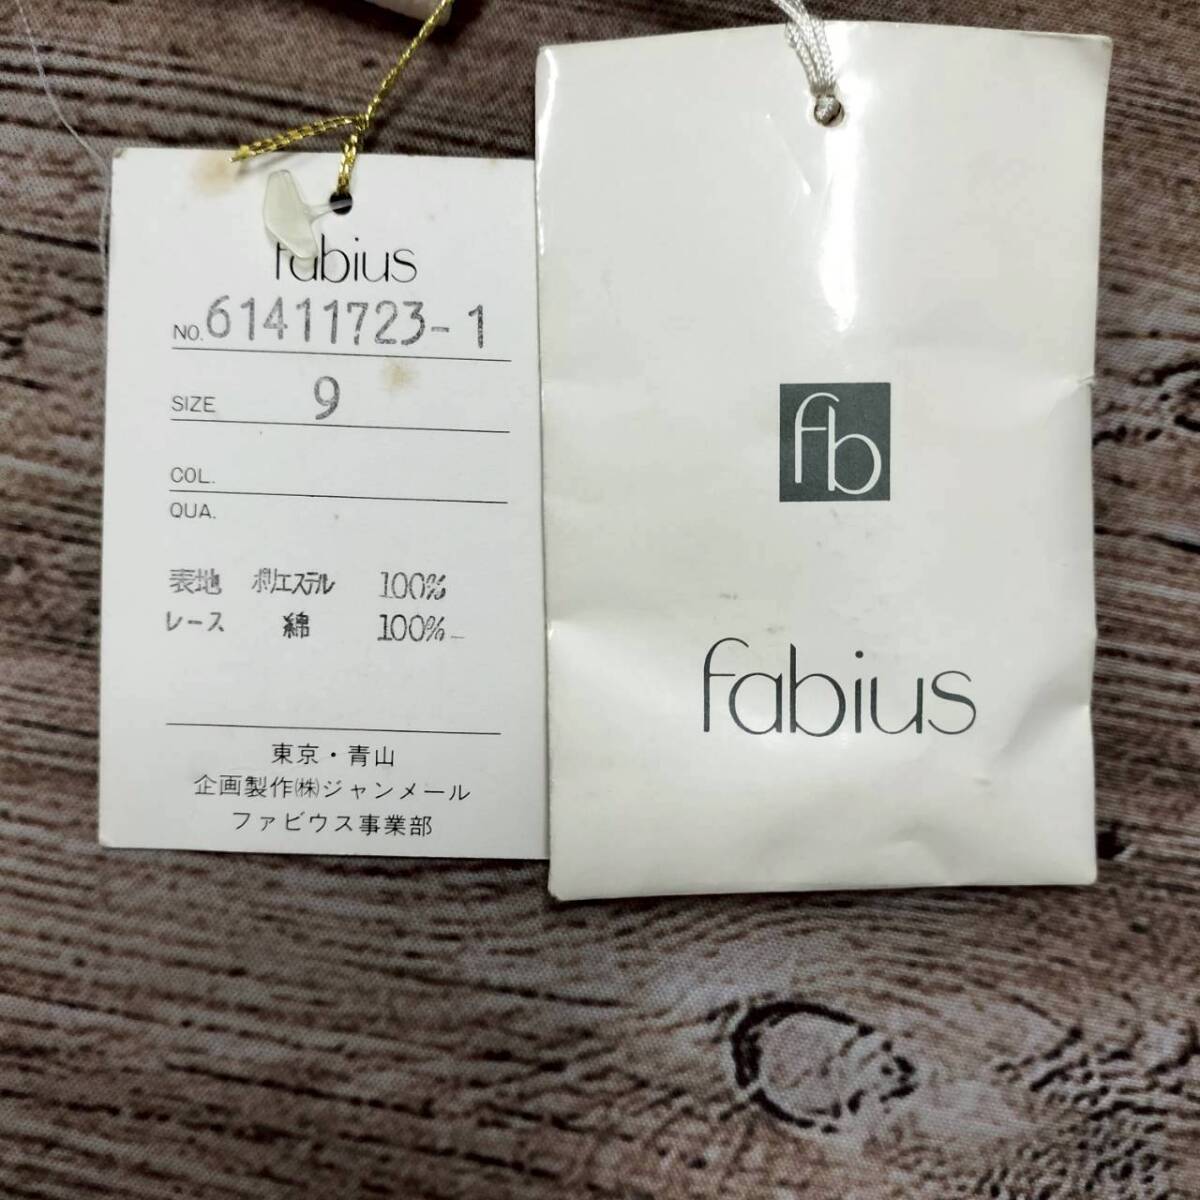 fabius
NO. 61411723-1
SIZE 9
COL.
QUA.
表地 ポリエステル 100%
レース 綿 100%
東京・青山
企画製作㈱ジャンメール
ファビウス事業部
fb
fabius